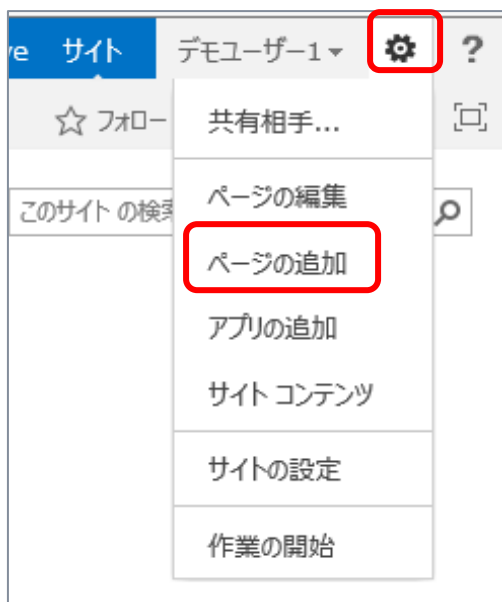 ve サイト デモユーザー1 ?
フォロー
共有相手...
このサイト の検索
ページの編集
ページの追加
アプリの追加
サイト コンテンツ
サイトの設定
作業の開始